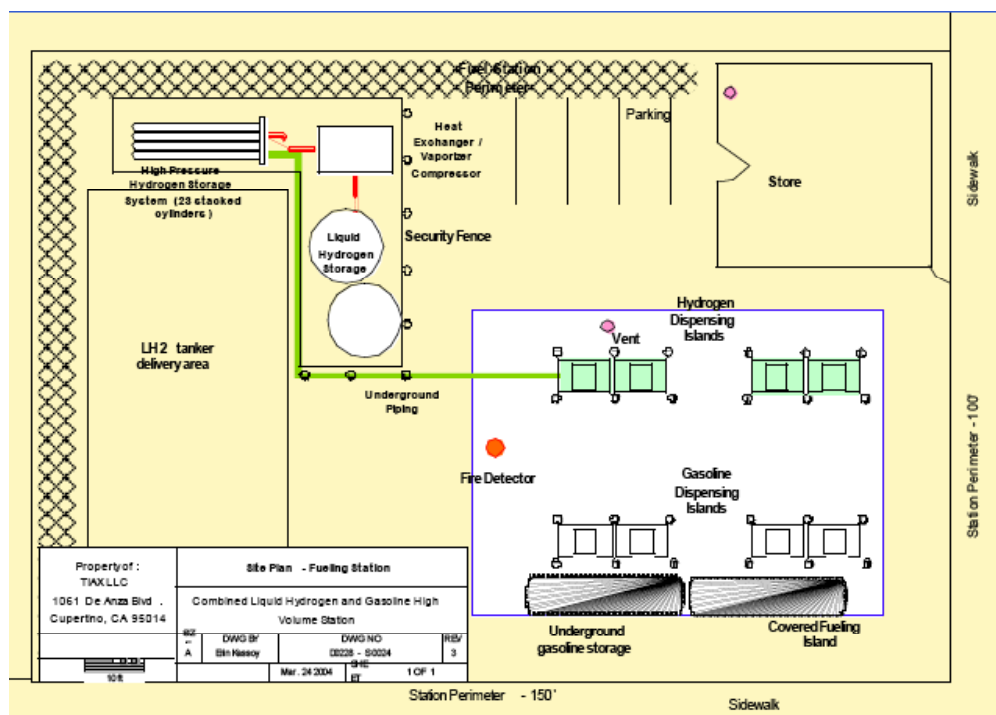 Fuel Station
Perimeter
Parking
Heat
Exchanger /
Vaporizer
Compressor
High Pressure
Hydrogen Storage
System (23 stacked
cylinders )
Store
Sidewalk
Liquid
Hydrogen
Storage
Security Fence
Hydrogen
Dispensing
Islands
Vent
LH2 tanker
delivery area
Underground
Piping
Station Perimeter - 100'
Fire Detector
Gasoline
Dispensing
Islands
Property of :
TIAX LLC
1061 De Anza Blvd .
Cupertino, CA 95014
10 ft
Site Plan - Fueling Station
Combined Liquid Hydrogen and Gasoline High
Volume Station
A
DWG BY
DWG NO
D0228 - S0024
REV
3
Mar. 24 2004
SHE
ET
1 OF 1
Underground
gasoline storage
Covered Fueling
Island
Station Perimeter - 150'
Sidewalk